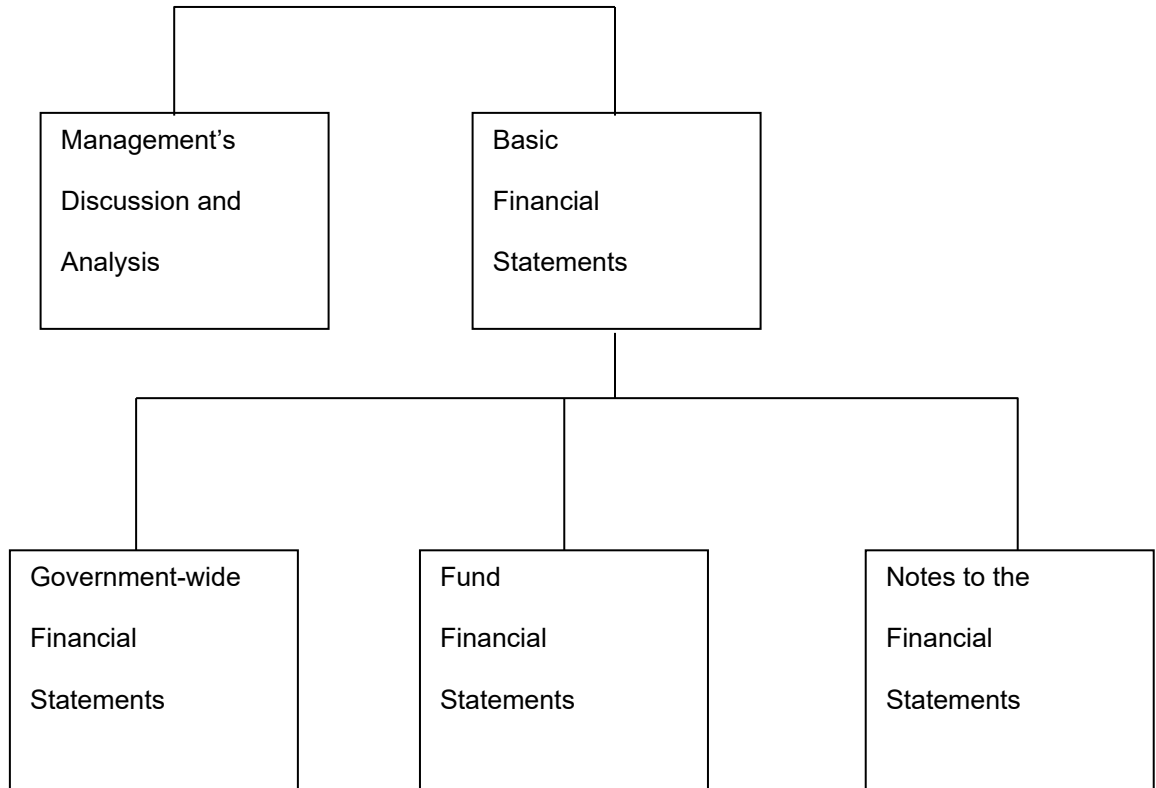 Management’s
Discussion and
Analysis
Basic
Financial
Statements
Government-wide
Financial
Statements
Fund
Financial
Statements
Notes to the
Financial
Statements